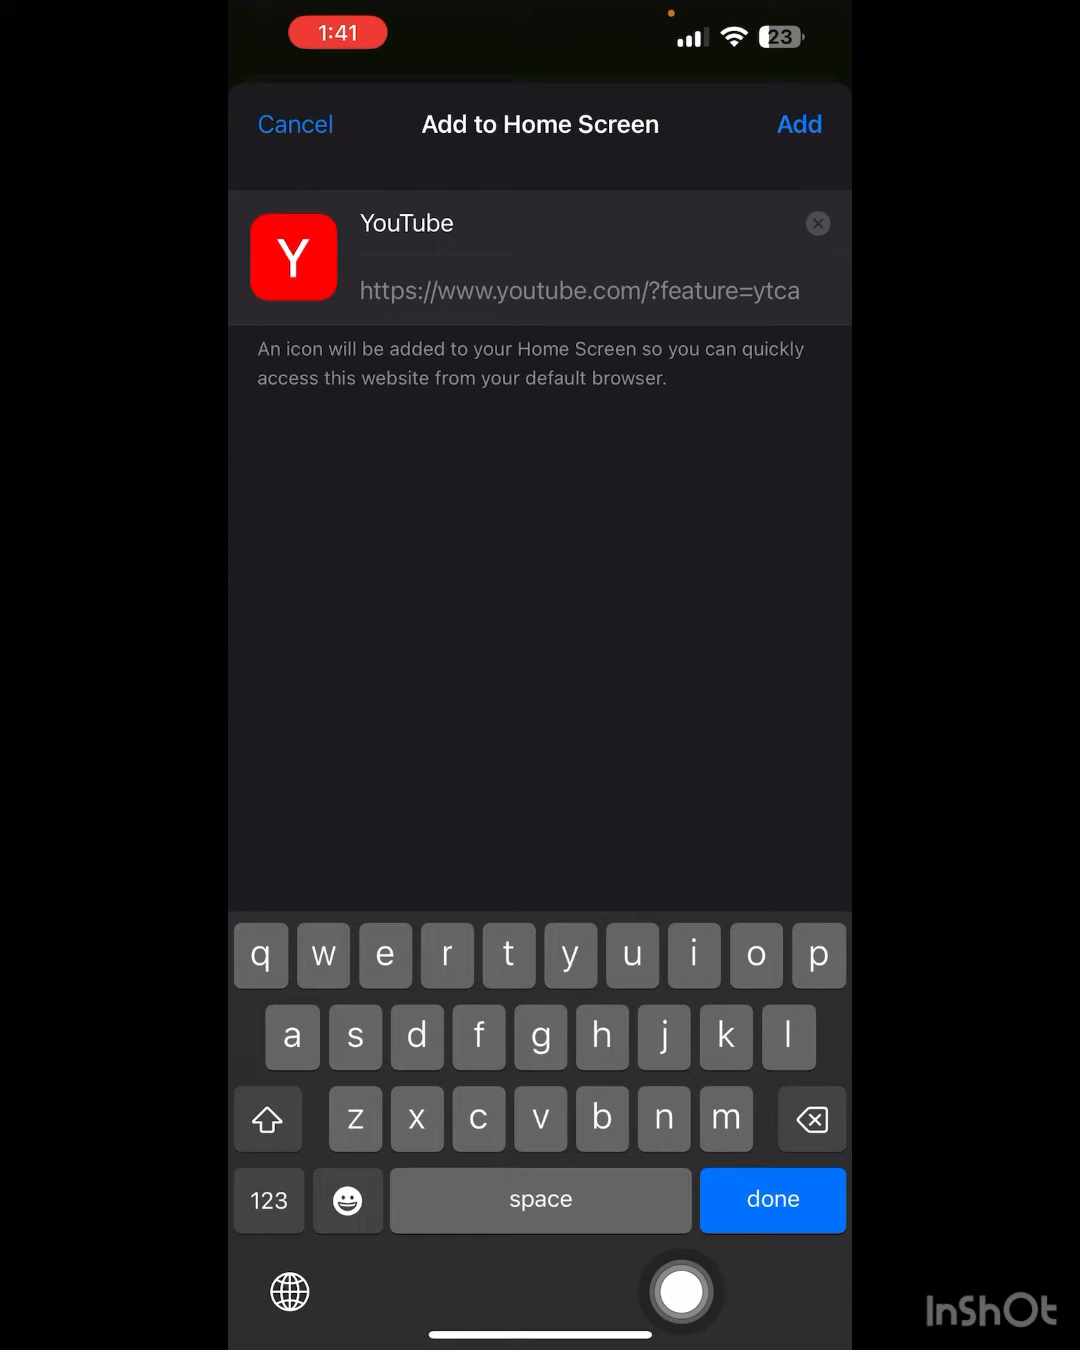 1:41
23
Cancel
Add to Home Screen
Add
Y
YouTube
https://www.youtube.com/?feature=ytca
An icon will be added to your Home Screen so you can quickly
access this website from your default browser.
q w e r t y u i o p
a s d f g h j k l
z x c v b n m
123
space
done
InShOt